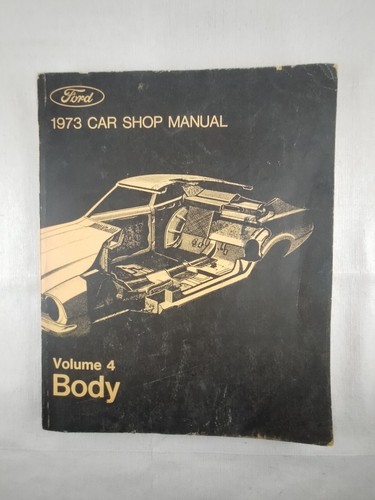 Ford
1973 CAR SHOP MANUAL
Volume 4
Body